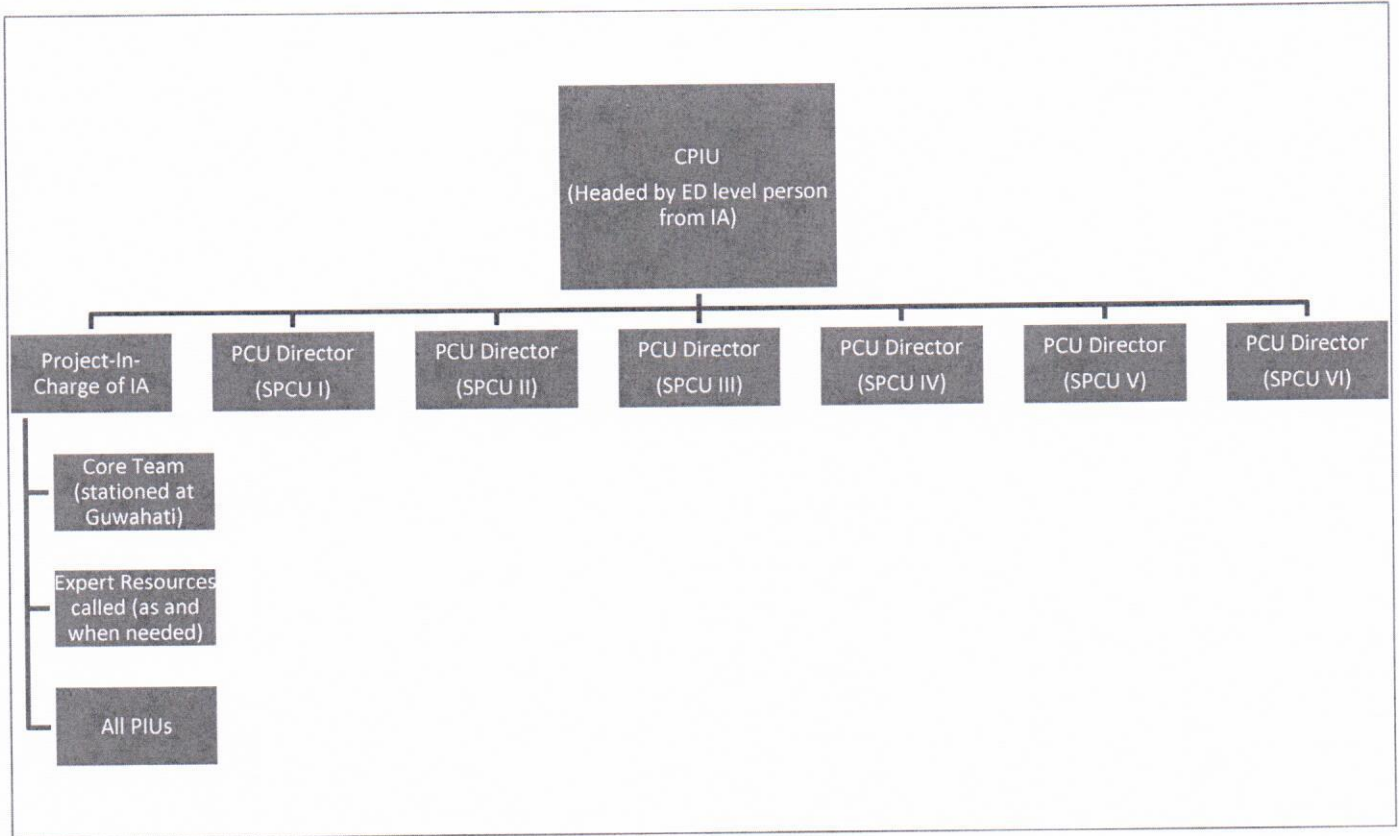 CPIU
(Headed by ED level person
from IA)
Project-In-
Charge of IA
PCU Director
(SPCU I)
PCU Director
(SPCU II)
PCU Director
(SPCU III)
PCU Director
(SPCU IV)
PCU Director
(SPCU V)
PCU Director
(SPCU VI)
Core Team
(stationed at
Guwahati)
Expert Resources
called (as and
when needed)
All PIUs